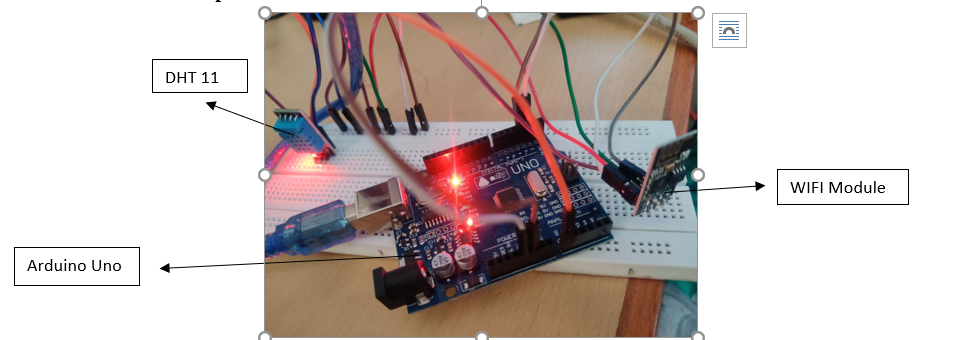 DHT 11
UNO
POWER
WIFI Module
Arduino Uno